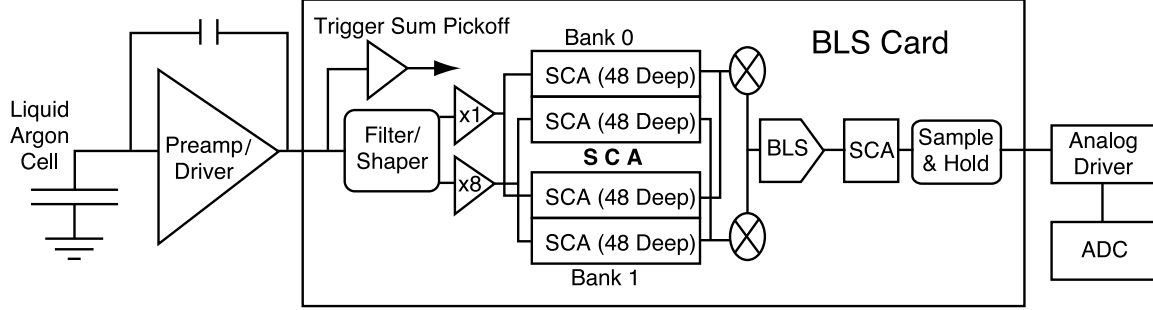 Trigger Sum Pickoff
Bank 0
BLS Card
SCA (48 Deep)
x1
Liquid
Argon
Cell
SCA (48 Deep)
Preamp/
Driver
Filter/
Shaper
S C A
BLS
SCA
Sample
& Hold
Analog
Driver
x8
SCA (48 Deep)
SCA (48 Deep)
ADC
Bank 1